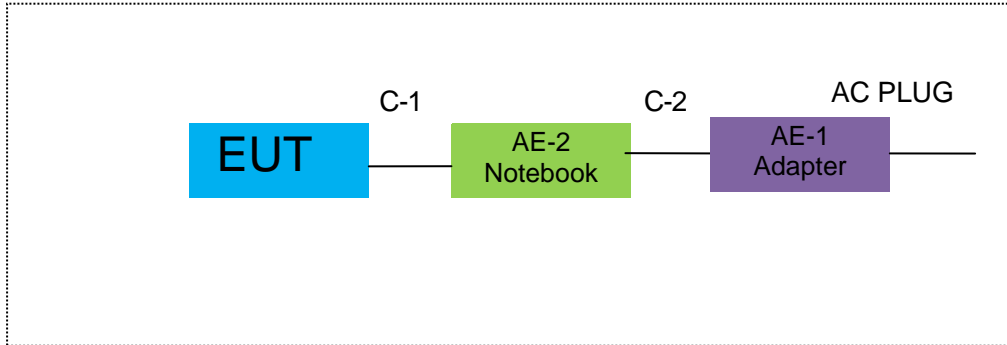 C-1
C-2
AC PLUG
EUT
AE-2
Notebook
AE-1
Adapter